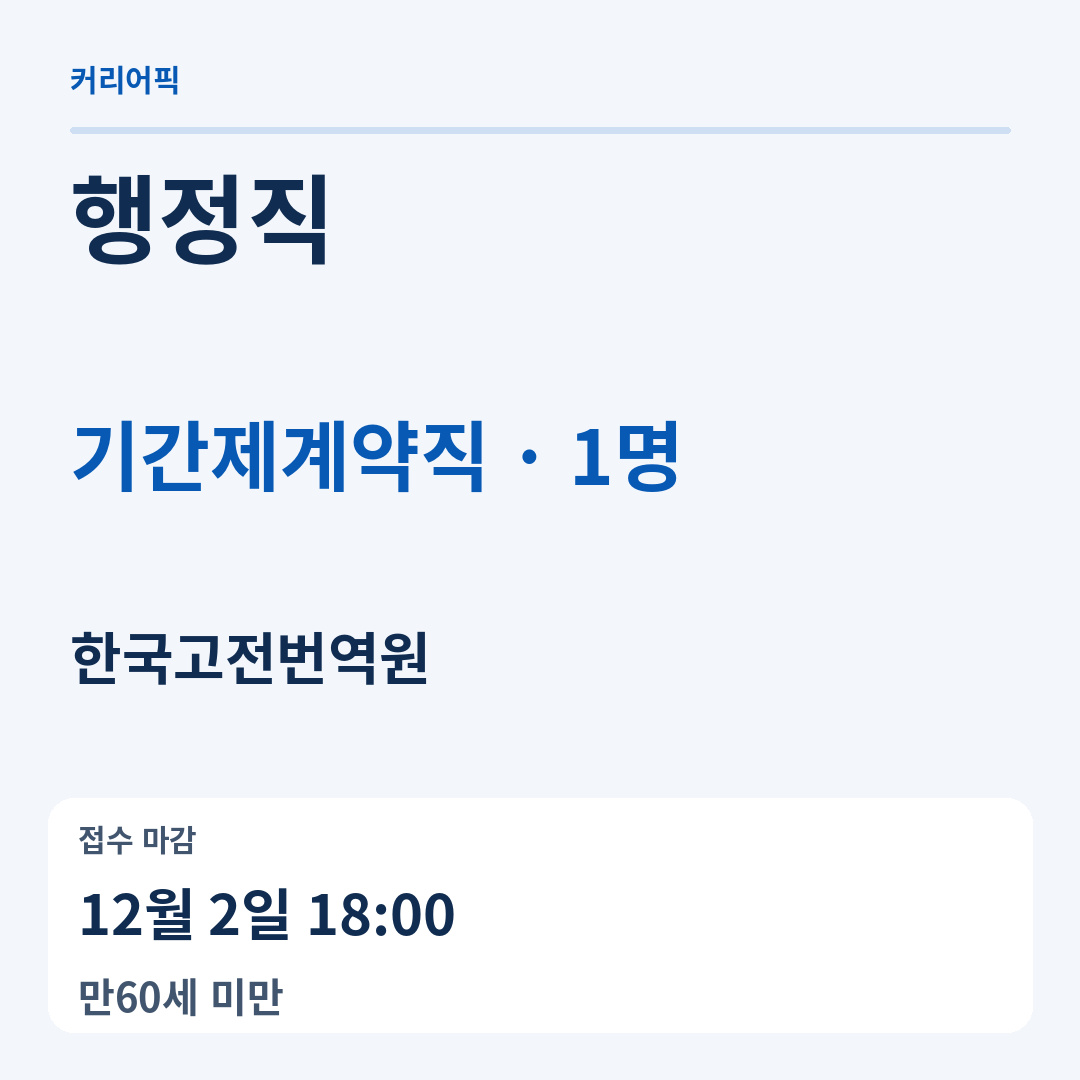 커리어픽
행정직
기간제계약직 · 1명
한국고전번역원
접수 마감
12월 2일 18:00
만60세 미만